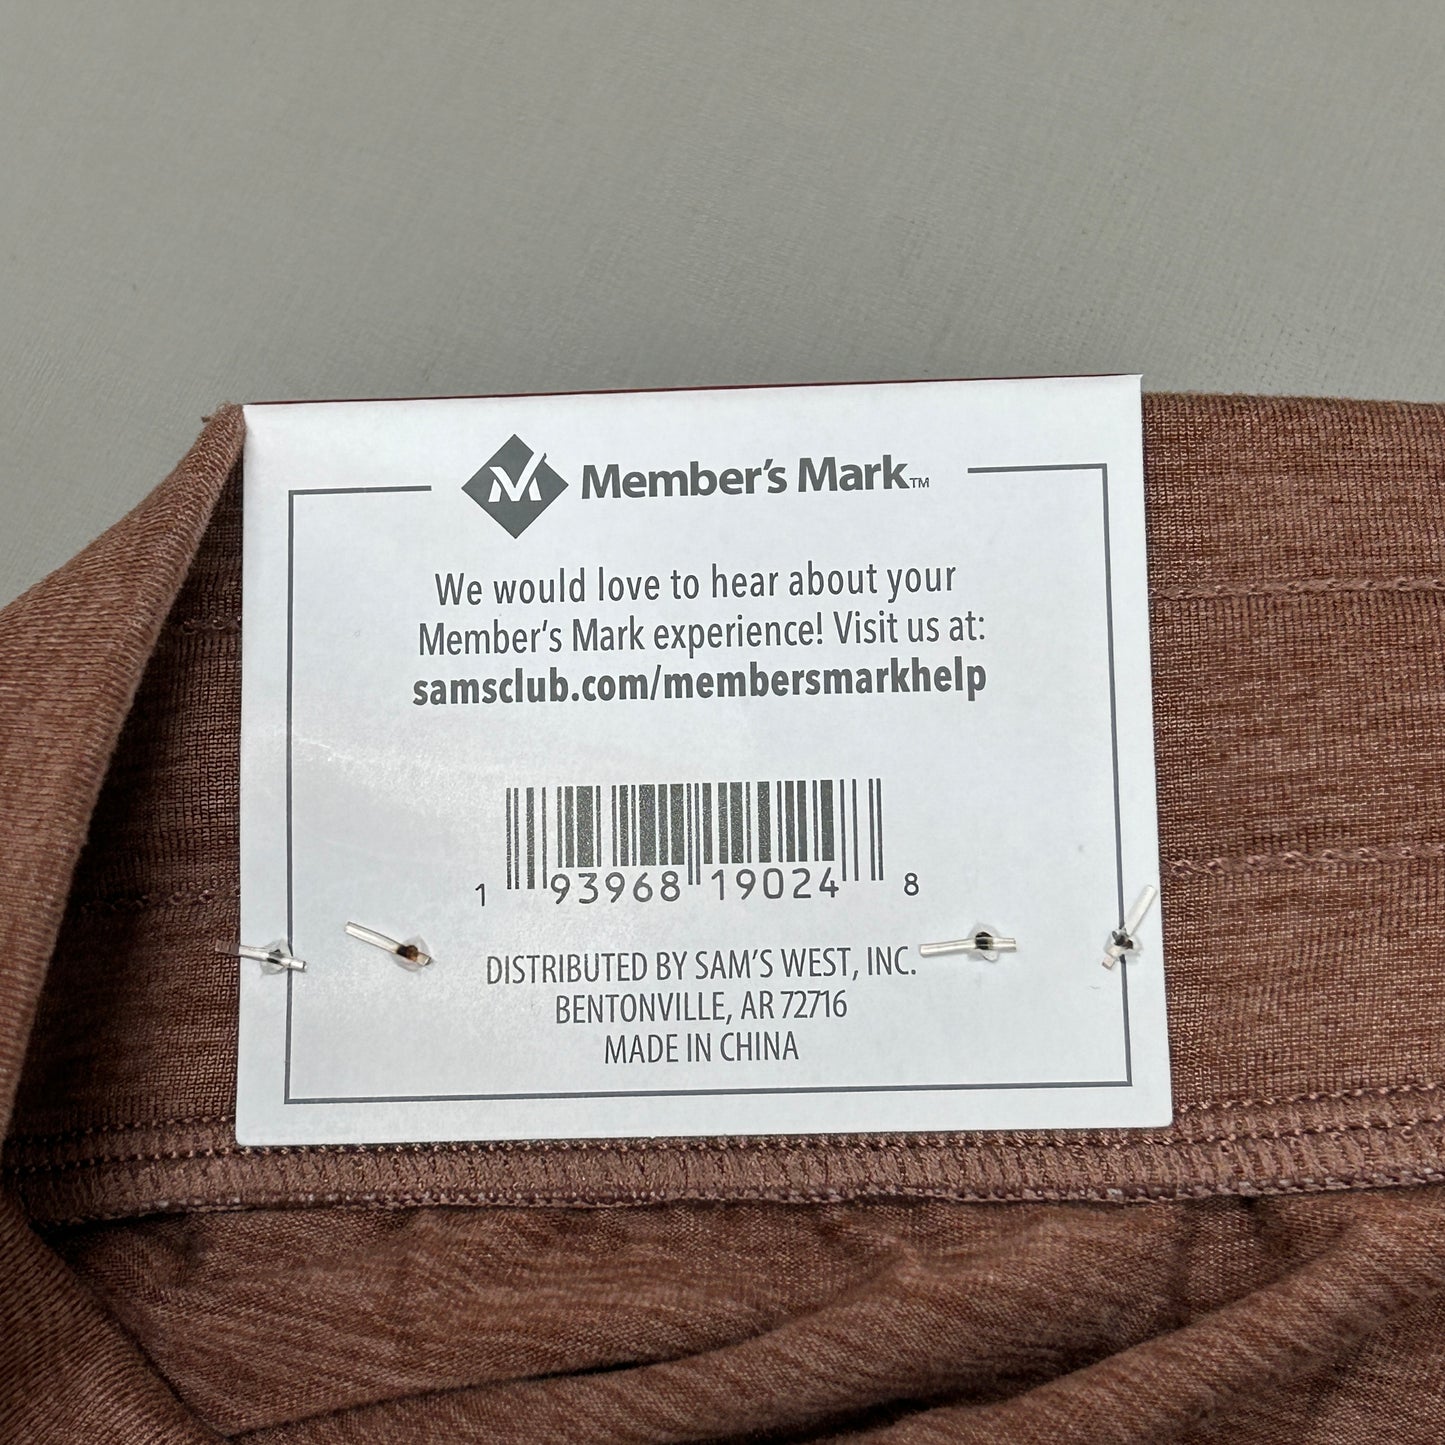 Member's Mark™
We would love to hear about your
Member's Mark experience! Visit us at:
samsclub.com/membersmarkhelp
1 93968 19024 8
DISTRIBUTED BY SAM'S WEST, INC.
BENTONVILLE, AR 72716
MADE IN CHINA